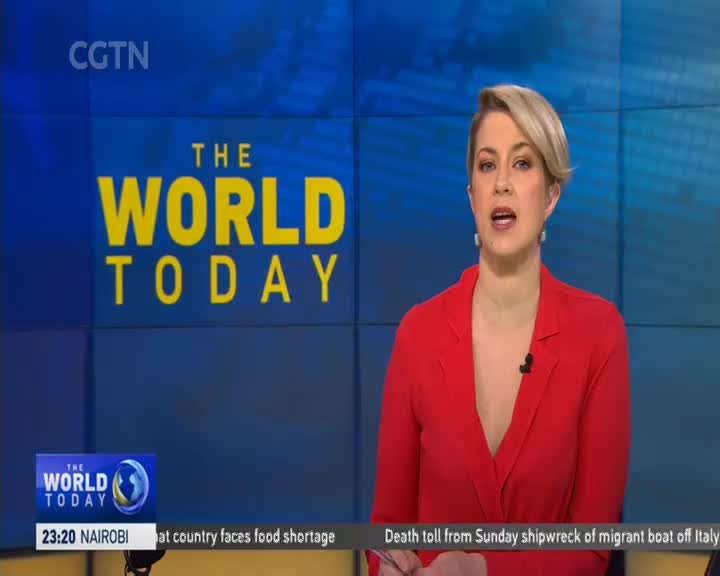 CGTN
THE
WORLD
TODAY
THE
WORLD
TODAY
23:20 NAIROBI
at country faces food shortage
Death toll from Sunday shipwreck of migrant boat off Italy